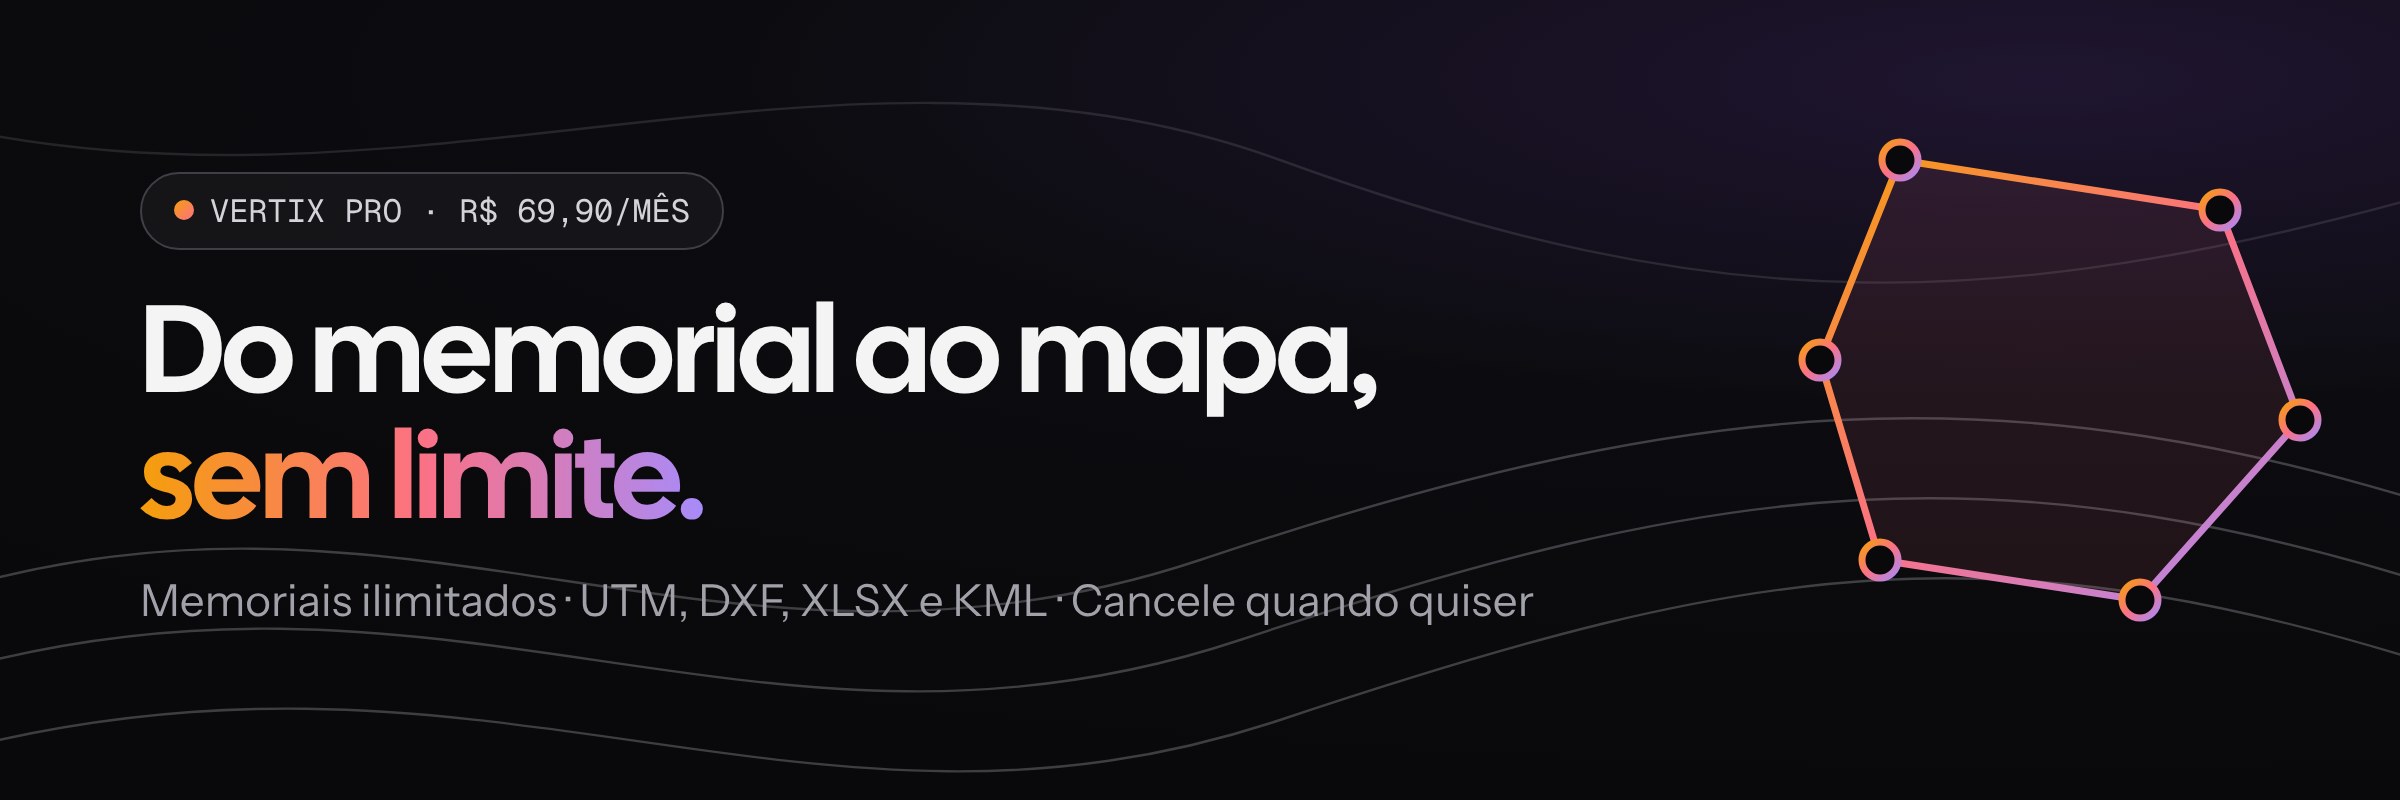 VERTIX PRO · R$ 69,90/MÊS
Do memorial ao mapa,
sem limite.
Memoriais ilimitados · UTM, DXF, XLSX e KML · Cancele quando quiser